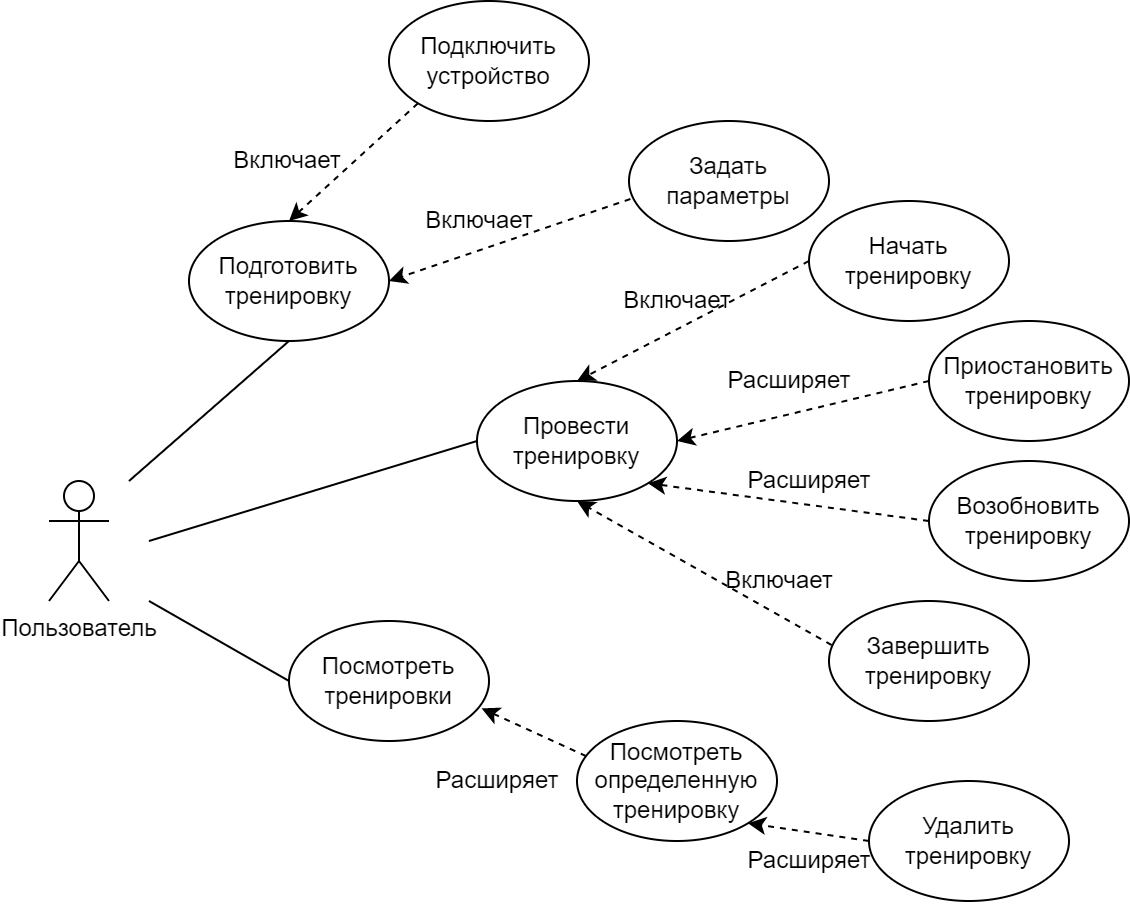 Подключить
устройство
Включает
Задать
параметры
Включает
Начать
тренировку
Подготовить
тренировку
Включает
Приостановить
тренировку
Расширяет
Провести
тренировку
Расширяет
Возобновить
тренировку
Включает
Пользователь
Завершить
тренировку
Посмотреть
тренировки
Расширяет
Посмотреть
определенную
тренировку
Удалить
тренировку
Расширяет